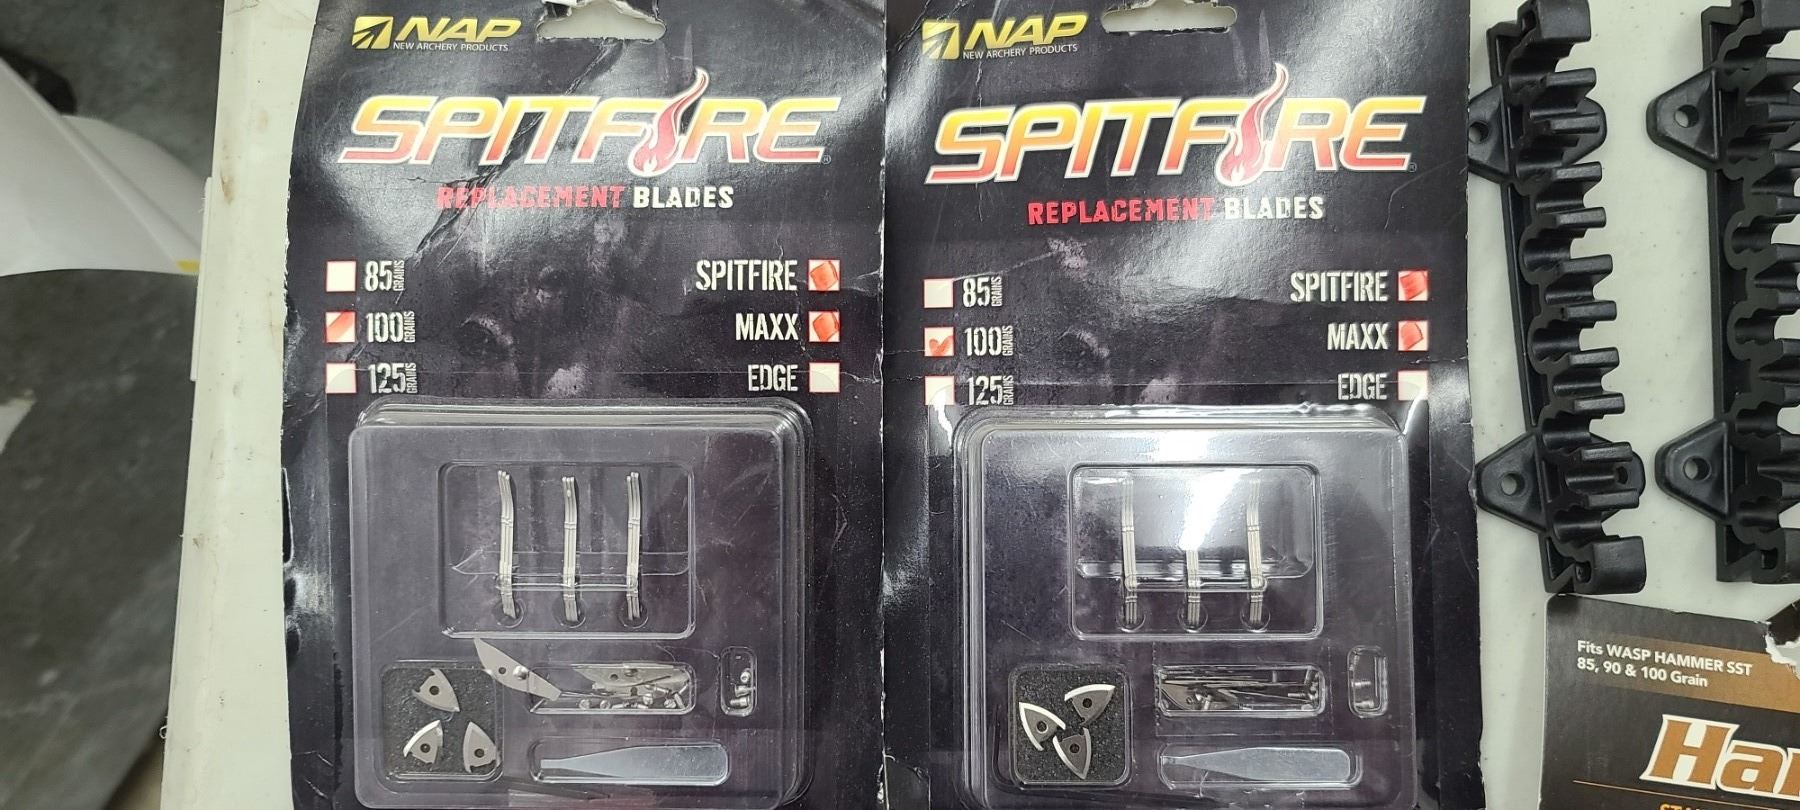 NAP
NEW ARCHERY PRODUCTS
SPITFIRE®
REPLACEMENT BLADES
85 GRAINS
100 GRAINS
125 GRAINS
SPITFIRE
MAXX
EDGE
NAP
NEW ARCHERY PRODUCTS
SPITFIRE
REPLACEMENT BLADES
85 GRAINS
100 GRAINS
125 GRAINS
SPITFIRE
MAXX
EDGE
Fits WASP HAMMER SST
85, 90 & 100 Grain
Ha